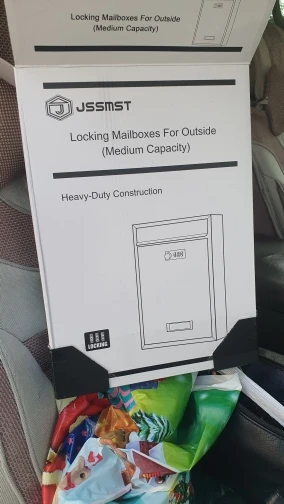 Locking Mailboxes For Outside
(Medium Capacity)
JSSMST
Locking Mailboxes For Outside
(Medium Capacity)
Heavy-Duty Construction
LOCKING